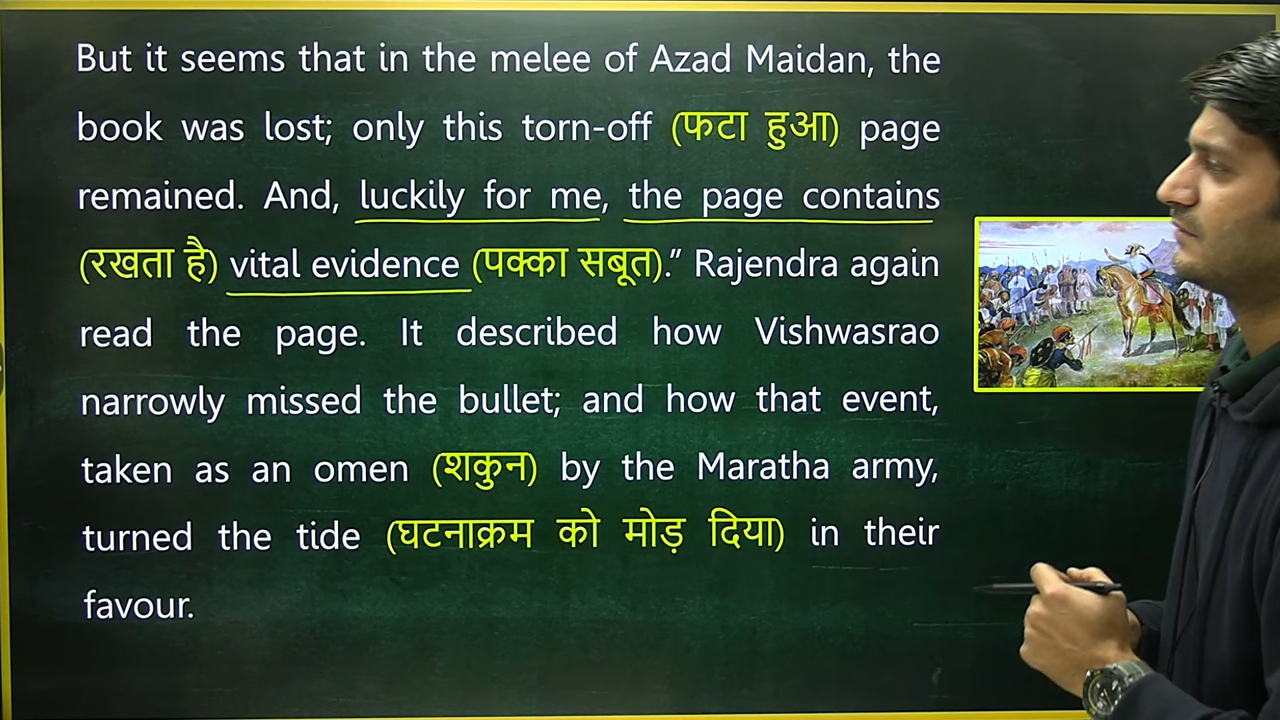 But it seems that in the melee of Azad Maidan, the
book was lost; only this torn-off (फटा हुआ) page
remained. And, luckily for me, the page contains
(रखता है) vital evidence (पक्का सबूत).” Rajendra again
read the page. It described how Vishwasrao
narrowly missed the bullet; and how that event,
taken as an omen (शकुन) by the Maratha army,
turned the tide (घटनाक्रम को मोड़ दिया) in their
favour.